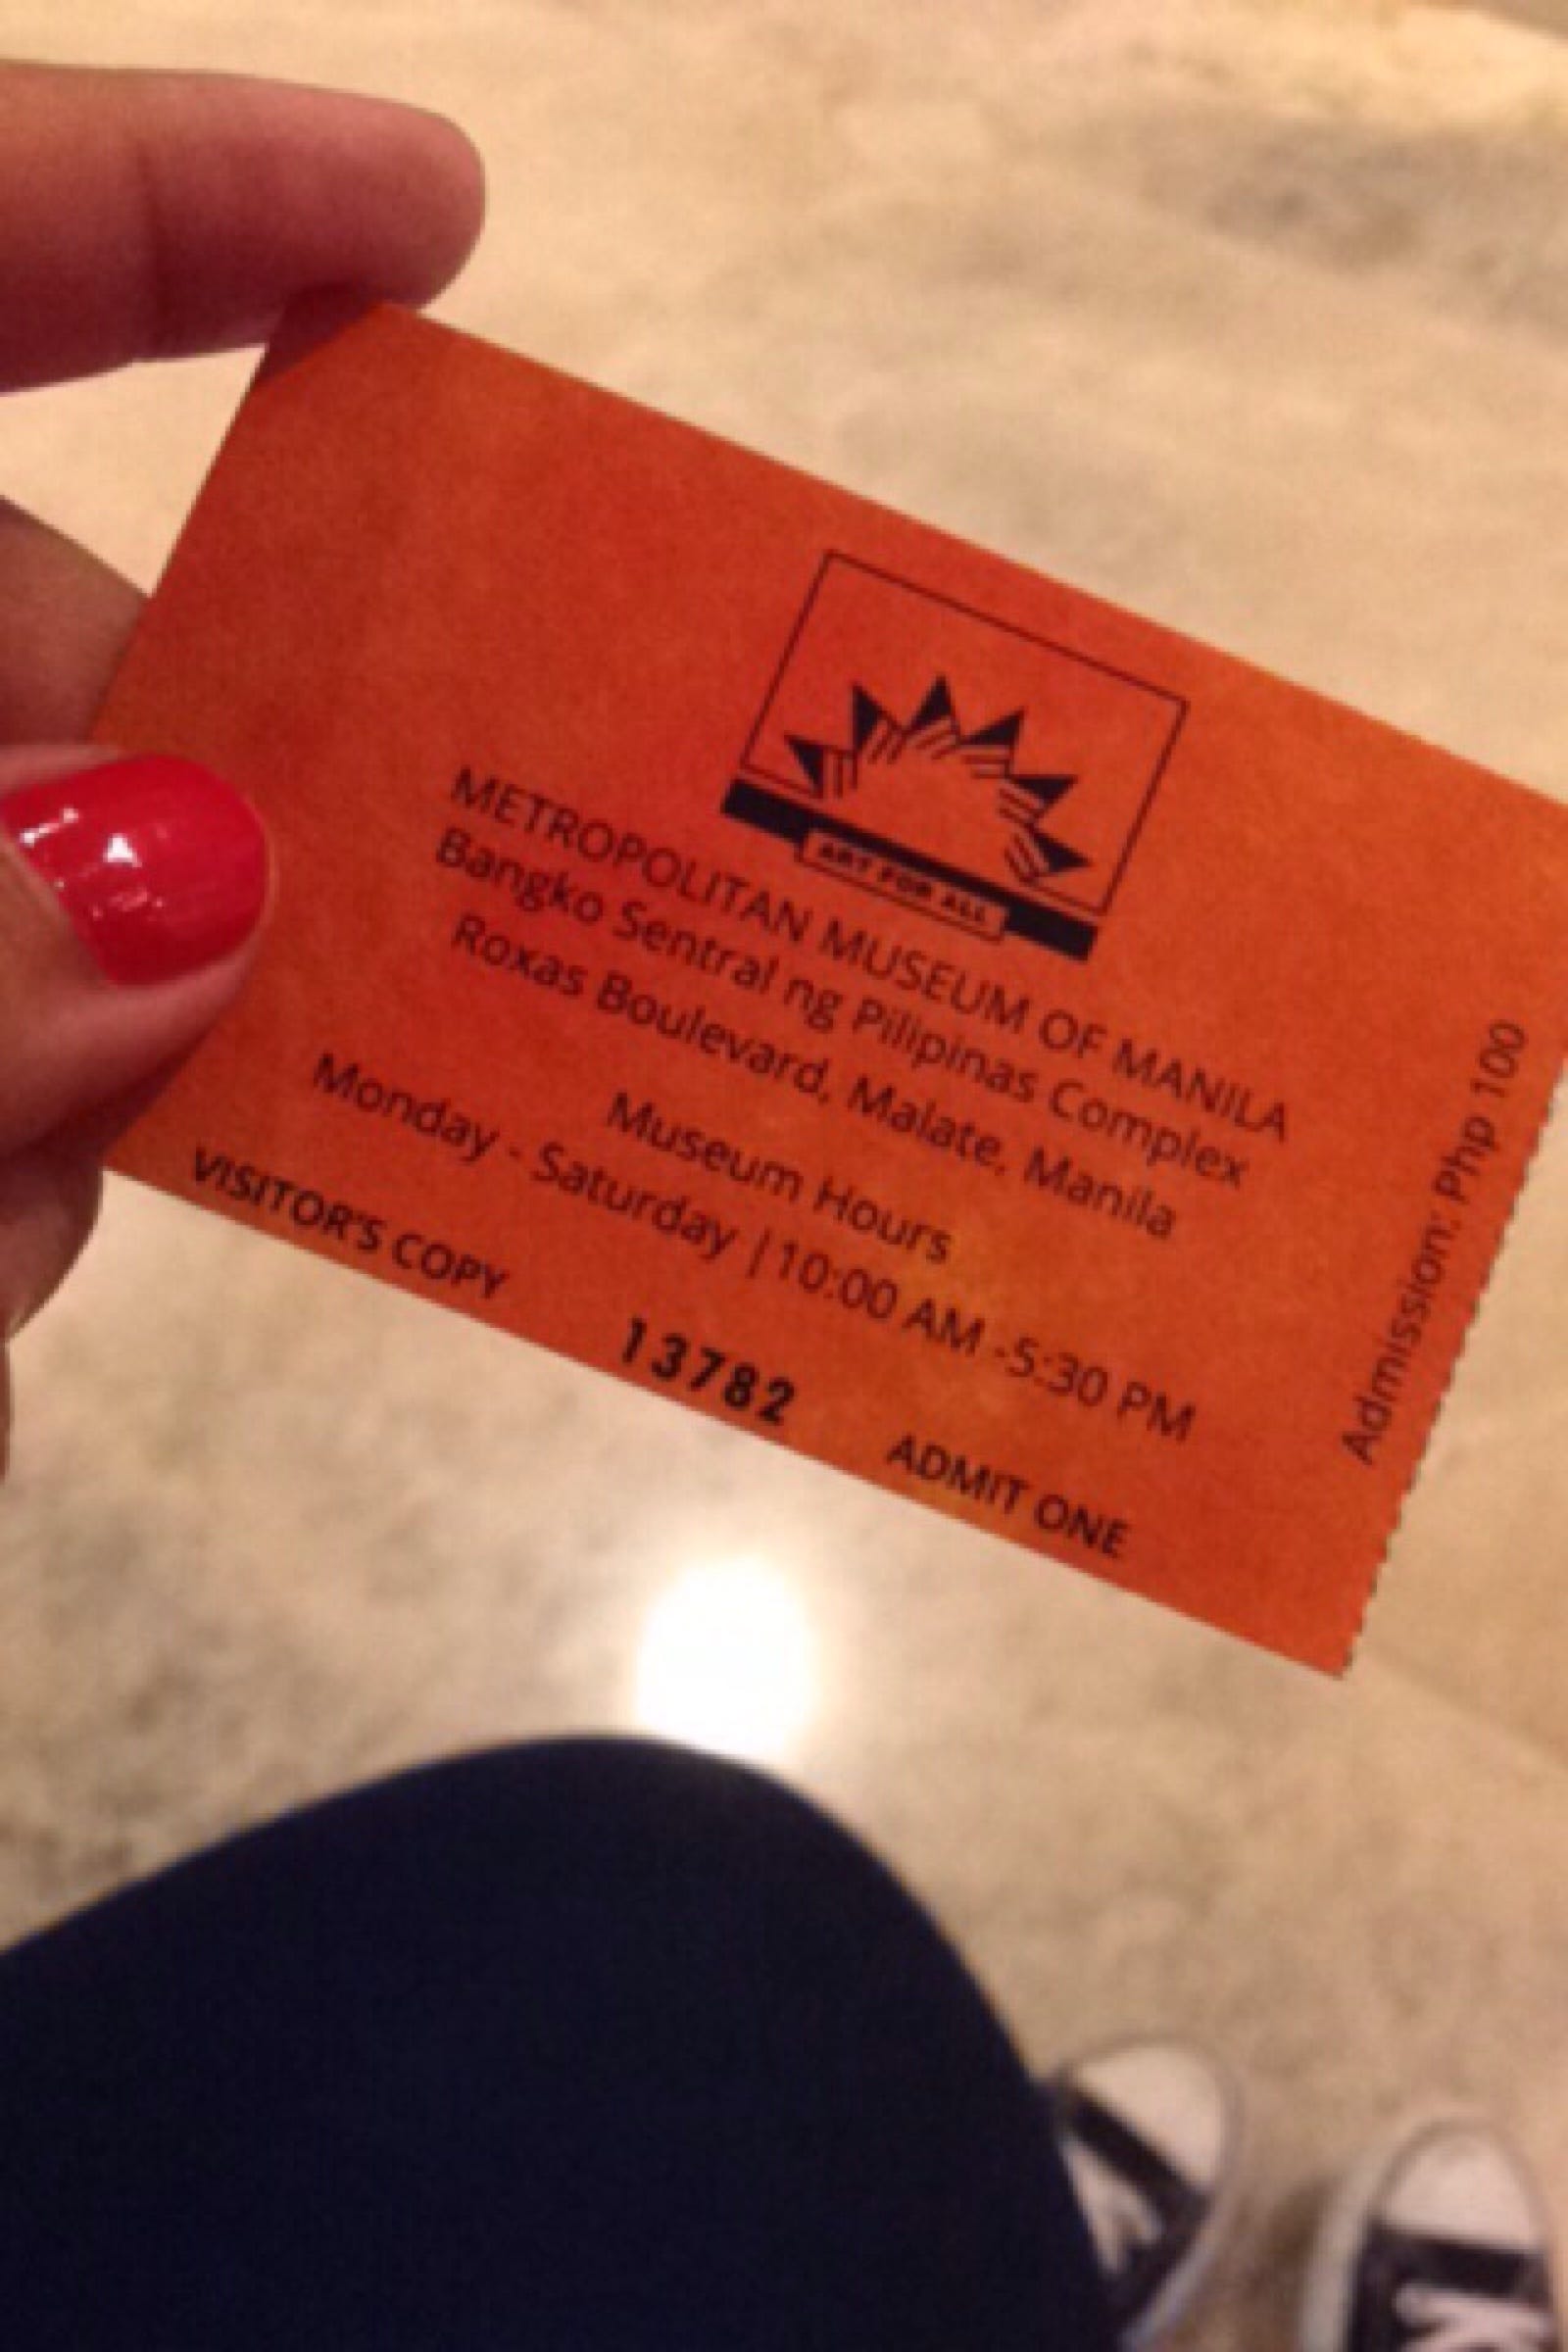 ART FOR ALL
METROPOLITAN MUSEUM OF MANILA
Bangko Sentral ng Pilipinas Complex
Roxas Boulevard, Malate, Manila
Museum Hours
Monday - Saturday | 10:00 AM -5:30 PM
VISITOR'S COPY 13782 ADMIT ONE
Admission: Php 100